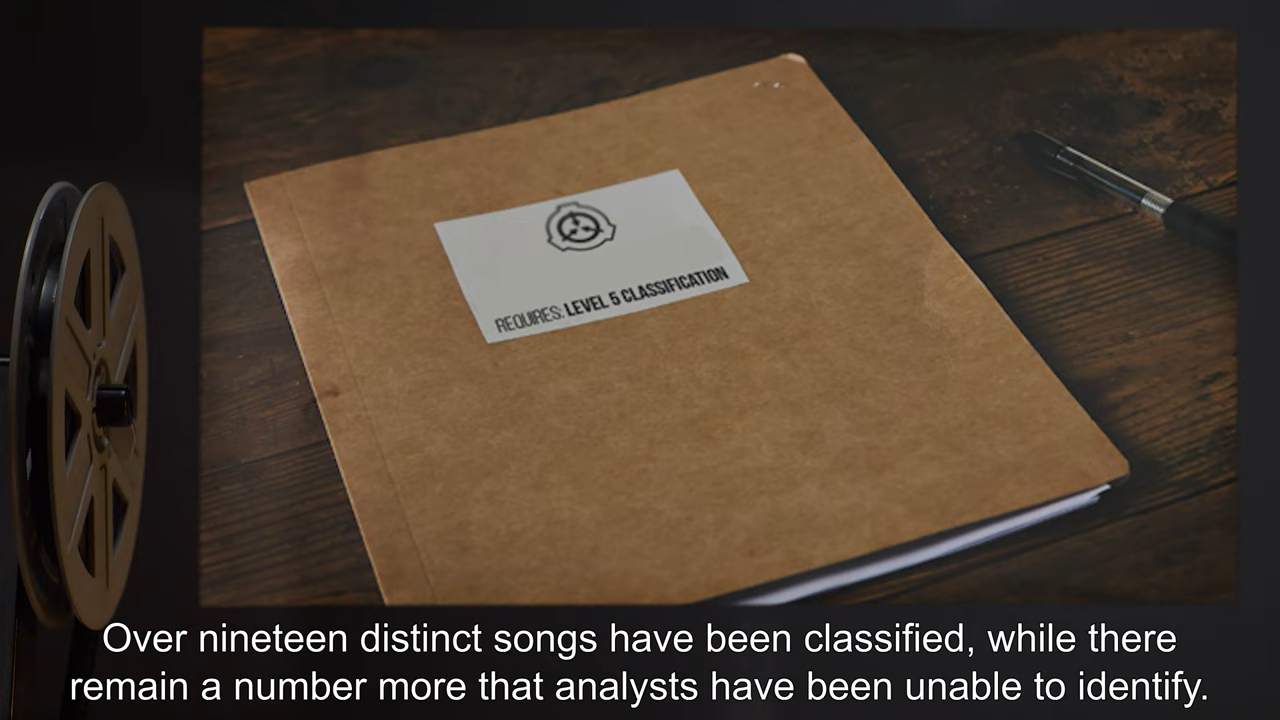 REQUIRES: LEVEL 5 CLASSIFICATION
Over nineteen distinct songs have been classified, while there
remain a number more that analysts have been unable to identify.